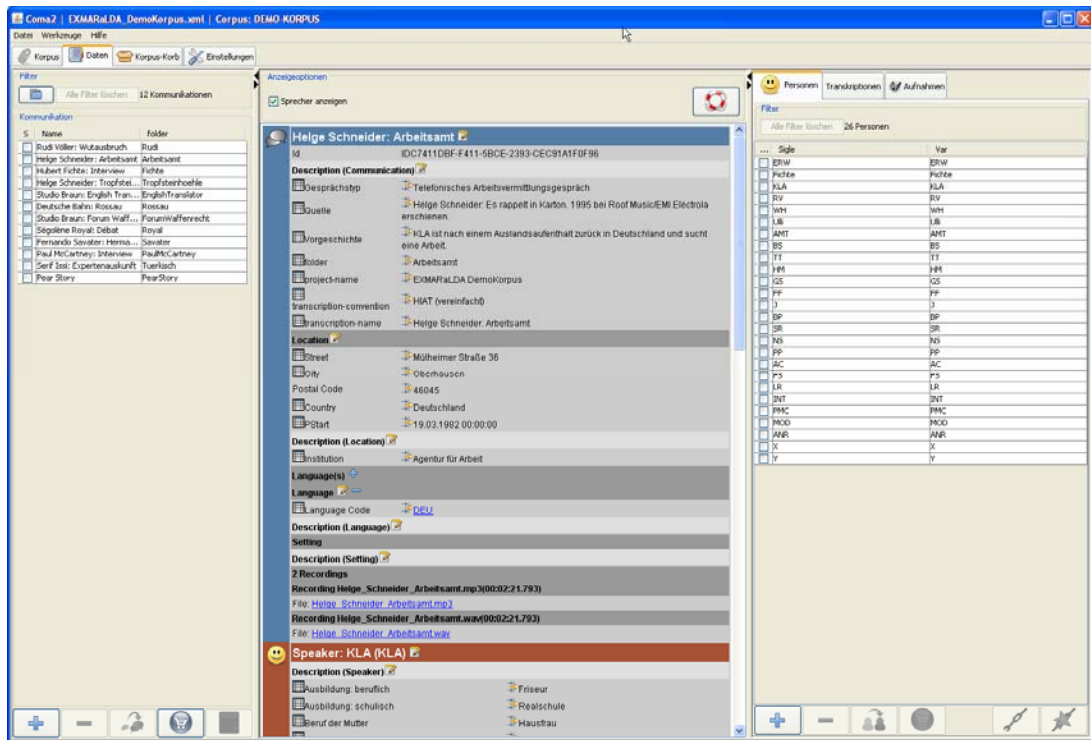 Coma2 | EXMARaLDA_DemoKorpus.xml | Corpus: DEMO-KORPUS
Datei Werkzeuge Hilfe
Korpus Daten Korpus-Korb Einstellungen
Filter
Alle Filter löschen 12 Kommunikationen
Kommunikation
S Name Folder
Rudi Völler: Wutausbruch Rudi
Helge Schneider: Arbeitsamt Arbeitsamt
Hubert Fichte: Interview Fichte
Helge Schneider: Tropfstei... Tropfsteinhoehle
Studio Braun: English Tran... EnglishTranslator
Deutsche Bahn: Rossau Rossau
Studio Braun: Forum Waff... ForumWaffenrecht
Ségolène Royal: Débat Royal
Fernando Savater: Herma... Savater
Paul McCartney: Interview PaulMcCartney
Serif Issi: Expertenauskunft Tuerkisch
Pear Story PearStory
Anzeigeoptionen
Sprecher anzeigen
Helge Schneider: Arbeitsamt
Id IDC7411DBF-F411-5BCE-2393-CEC91A1F0F96
Description (Communication)
Gesprächstyp Telefonisches Arbeitsvermittlungsgespräch
Quelle Helge Schneider: Es rappelt in Karton. 1995 bei Roof Music/EMI Electrola
erschienen.
Vorgeschichte KLA ist nach einem Auslandsaufenthalt zurück in Deutschland und sucht
eine Arbeit.
folder Arbeitsamt
project-name EXMARaLDA DemoKorpus
transcription-convention HIAT (vereinfacht)
transcription-name Helge Schneider: Arbeitsamt
Location
Street Mülheimer Straße 36
City Oberhausen
Postal Code 46045
Country Deutschland
PStart 19.03.1982 00:00:00
Description (Location)
Institution Agentur für Arbeit
Language(s)
Language
Language Code DEU
Description (Language)
Setting
Description (Setting)
2 Recordings
Recording Helge_Schneider_Arbeitsamt.mp3(00:02:21.793)
File: Helge_Schneider_Arbeitsamt.mp3
Recording Helge_Schneider_Arbeitsamt.wav(00:02:21.793)
File: Helge_Schneider_Arbeitsamt.wav
Speaker: KLA (KLA)
Description (Speaker)
Ausbildung: beruflich Friseur
Ausbildung: schulisch Realschule
Beruf der Mutter Hausfrau
Personen Transkriptionen Aufnahmen
Filter
Alle Filter löschen 26 Personen
... Sigle Var
ERW ERW
Fichte Fichte
KLA KLA
RV RV
WH WH
Ulli Ulli
AMT AMT
BS BS
TT TT
HM HM
GS GS
FF FF
J J
BP BP
SR SR
NS NS
PP PP
AC AC
FS FS
LR LR
INT INT
PMC PMC
MOD MOD
ANR ANR
X X
Y Y